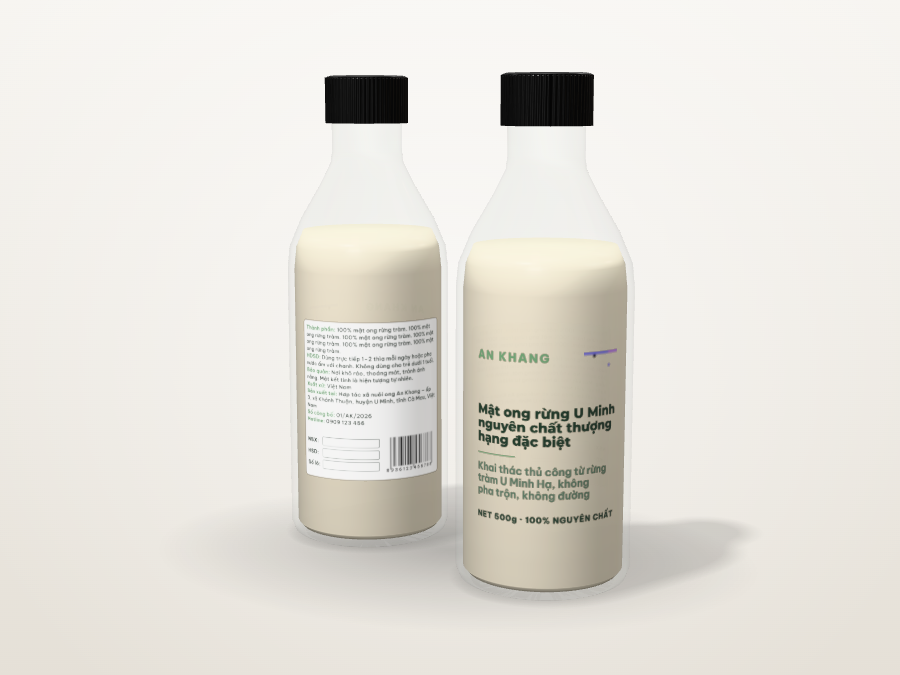 Thành phần: 100% mật ong rừng tràm. 100% mật
ong rừng tràm. 100% mật ong rừng tràm. 100% mật
ong rừng tràm. 100% mật ong rừng tràm. 100% mật
ong rừng tràm
HDSD: Dùng trực tiếp 1–2 thìa mỗi ngày hoặc pha
nước ấm với chanh. Không dùng cho trẻ dưới 1 tuổi.
Bảo quản: Nơi khô ráo, thoáng mát, tránh ánh
nắng. Mật kết tinh là hiện tượng tự nhiên.
Xuất xứ: Việt Nam
Sản xuất tại: Hợp tác xã nuôi ong An Khang – Ấp
3, xã Khánh Thuận, huyện U Minh, tỉnh Cà Mau, Việt
Nam
Số công bố: 01/AK/2026
Hotline: 0909 123 456
NSX:
HSD:
Số lô:
AN KHANG
Mật ong rừng U Minh
nguyên chất thượng
hạng đặc biệt
Khai thác thủ công từ rừng
tràm U Minh Hạ, không
pha trộn, không đường
NET 500g · 100% NGUYÊN CHẤT